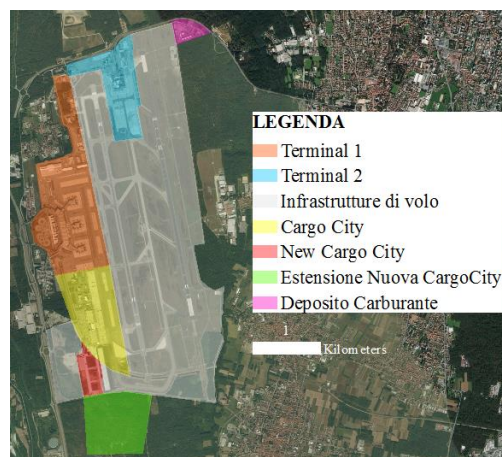 LEGENDA
Terminal 1
Terminal 2
Infrastrutture di volo
Cargo City
New Cargo City
Estensione Nuova CargoCity
Deposito Carburante
1
Kilometers